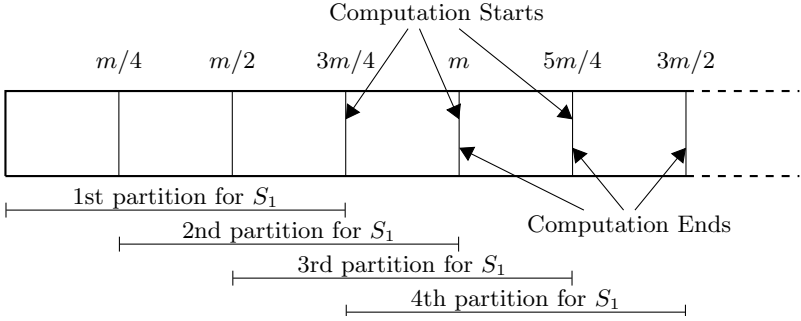 Computation Starts
m/4 m/2 3m/4 m 5m/4 3m/2
1st partition for S₁
2nd partition for S₁
Computation Ends
3rd partition for S₁
4th partition for S₁